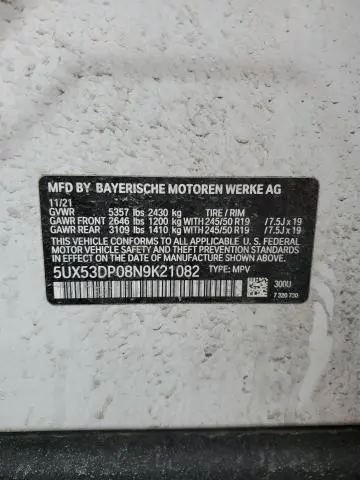 MFD BY BAYERISCHE MOTOREN WERKE AG
11/21
GVWR 5357 lbs 2430 kg TIRE / RIM
GAWR FRONT 2646 lbs 1200 kg WITH 245/50 R19 /7.5J x 19
GAWR REAR 3109 lbs 1410 kg WITH 245/50 R19 /7.5J x 19
THIS VEHICLE CONFORMS TO ALL APPLICABLE U. S. FEDERAL
MOTOR VEHICLE SAFETY, BUMPER, AND
THEFT PREVENTION STANDARDS IN EFFECT ON THE
DATE OF MANUFACTURE SHOWN ABOVE.
5UX53DP08N9K21082 TYPE: MPV
300U
7 320 730